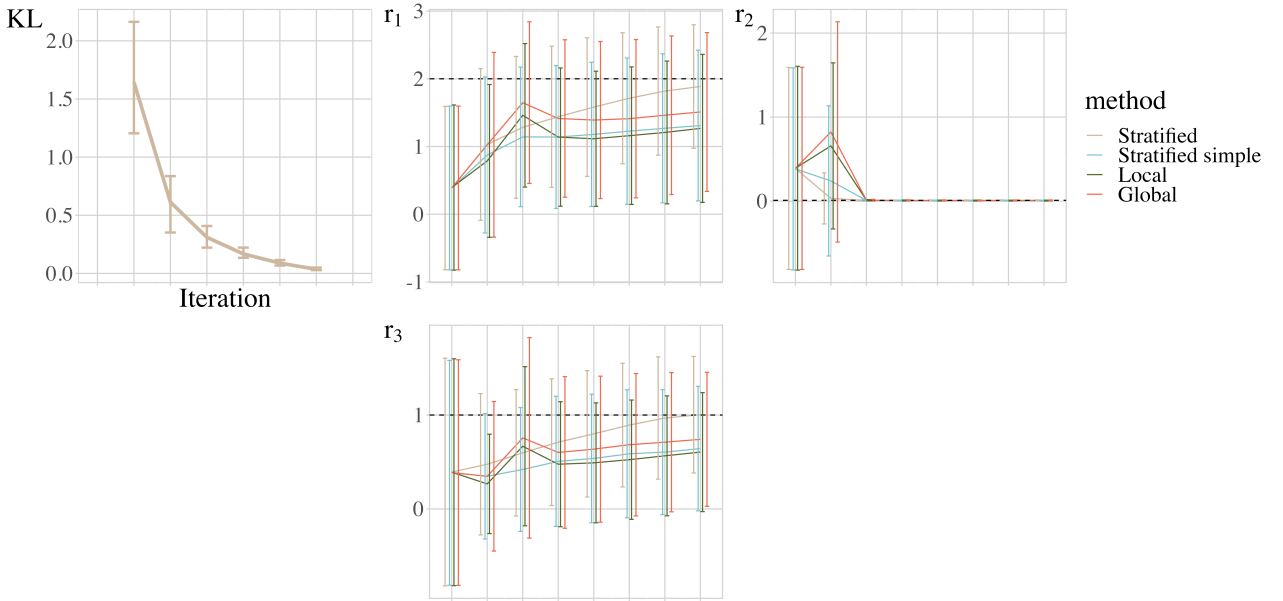 KL
2.0
1.5
1.0
0.5
0.0
Iteration
r1
3
2
1
0
-1
r2
2
1
0
method
Stratified
Stratified simple
Local
Global
r3
1
0